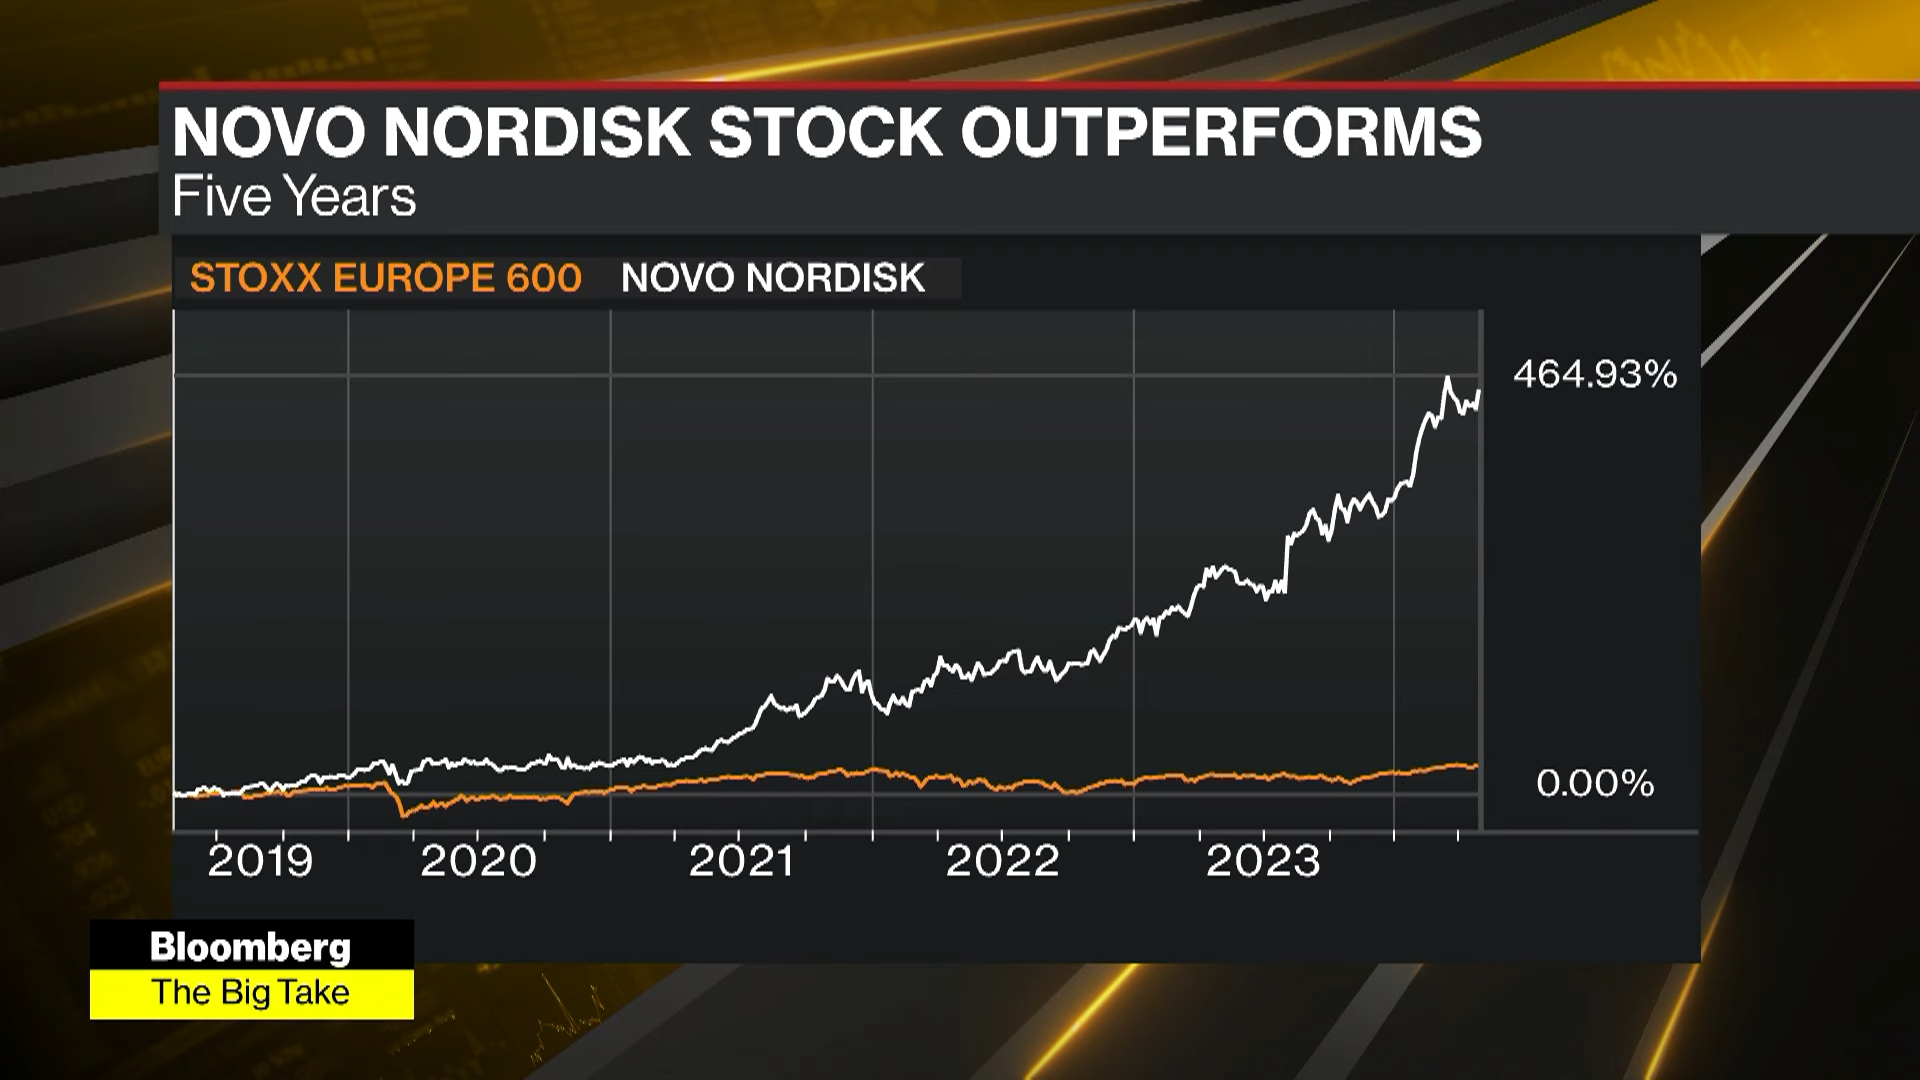 NOVO NORDISK STOCK OUTPERFORMS
Five Years
STOXX EUROPE 600 NOVO NORDISK
464.93%
0.00%
2019 2020 2021 2022 2023
Bloomberg
The Big Take